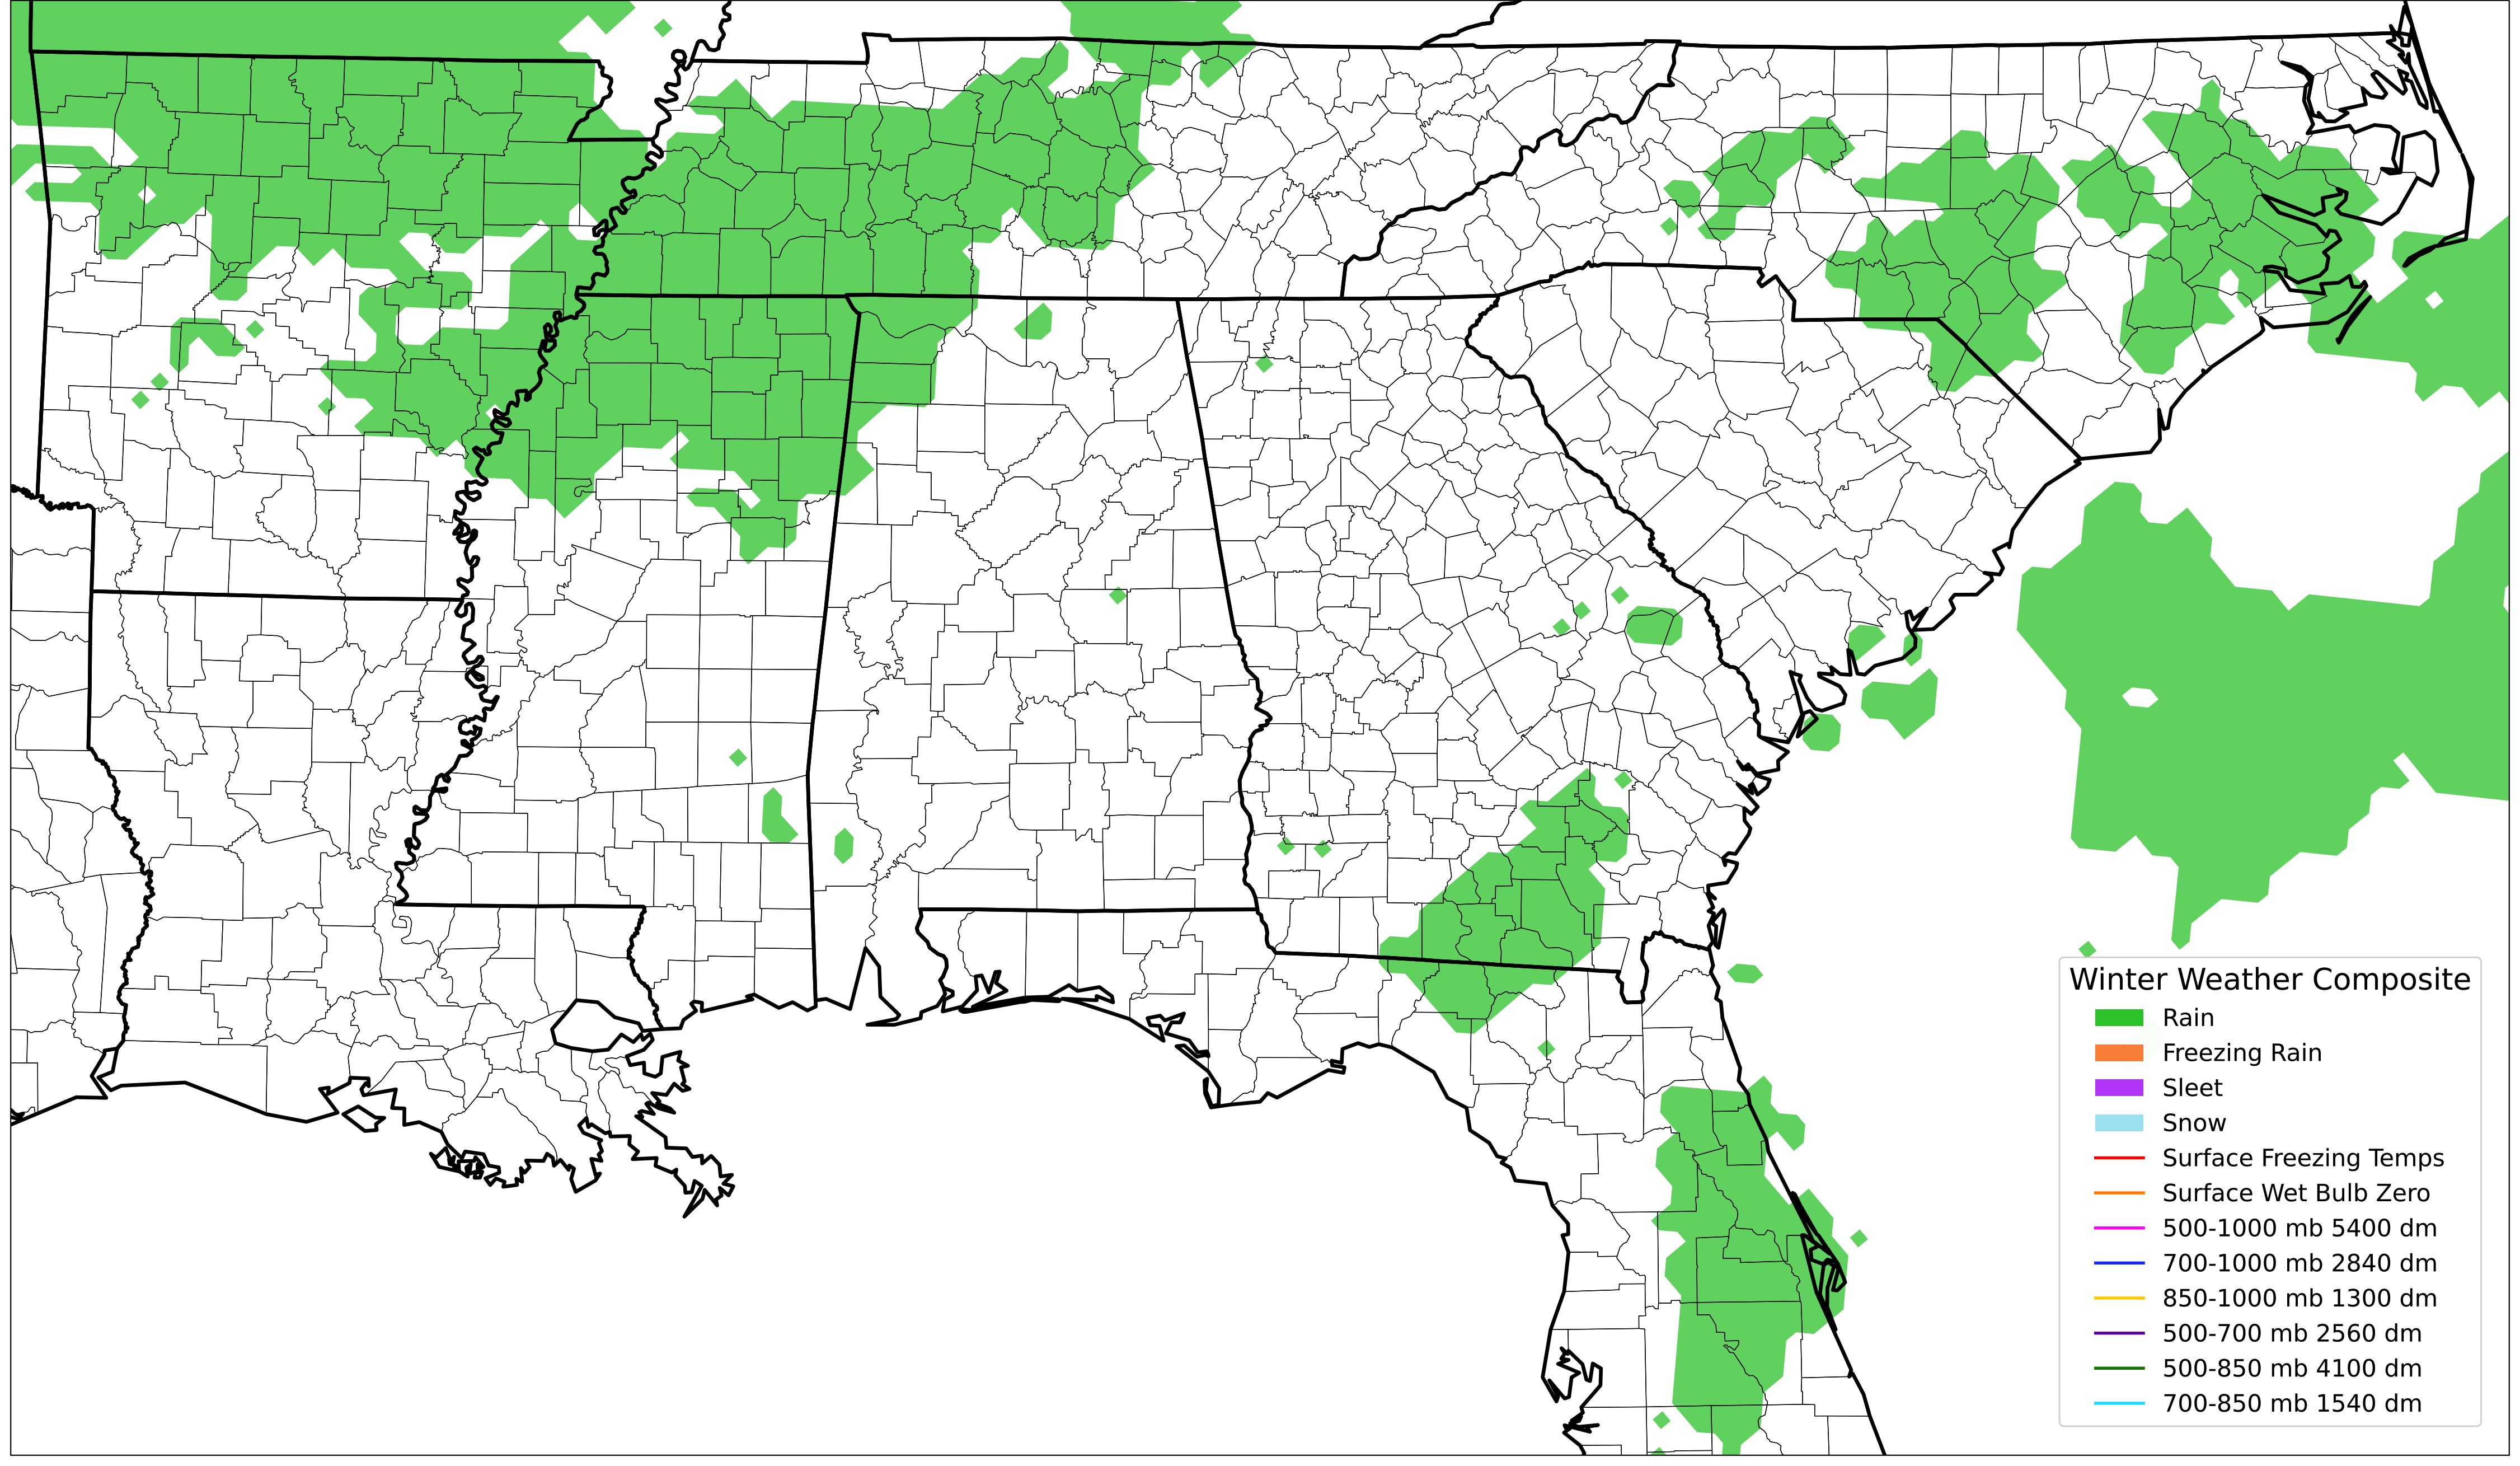 Winter Weather Composite
Rain
Freezing Rain
Sleet
Snow
Surface Freezing Temps
Surface Wet Bulb Zero
500-1000 mb 5400 dm
700-1000 mb 2840 dm
850-1000 mb 1300 dm
500-700 mb 2560 dm
500-850 mb 4100 dm
700-850 mb 1540 dm